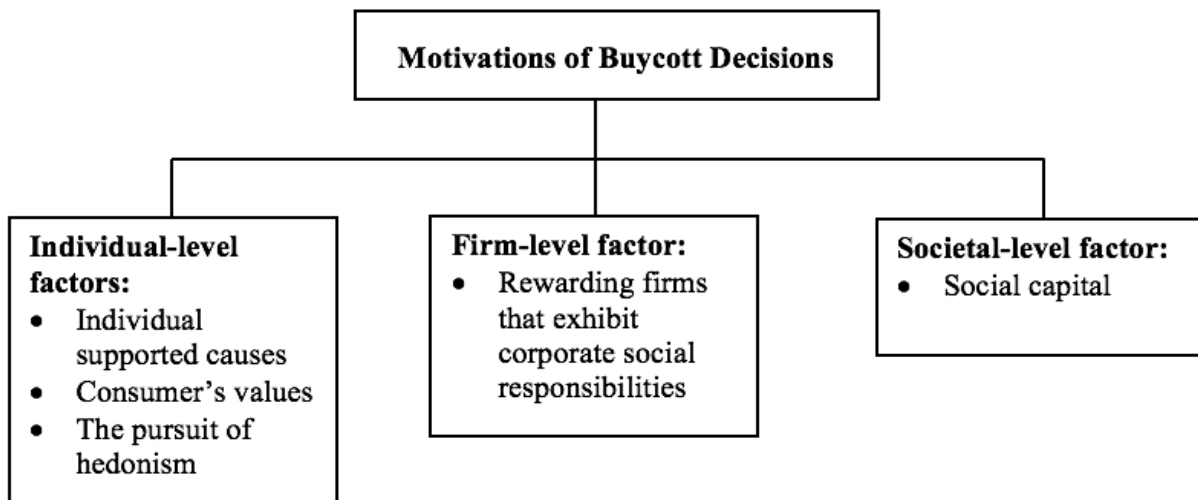 Motivations of Buycott Decisions
Individual-level
factors:
• Individual
supported causes
• Consumer’s values
• The pursuit of
hedonism
Firm-level factor:
• Rewarding firms
that exhibit
corporate social
responsibilities
Societal-level factor:
• Social capital